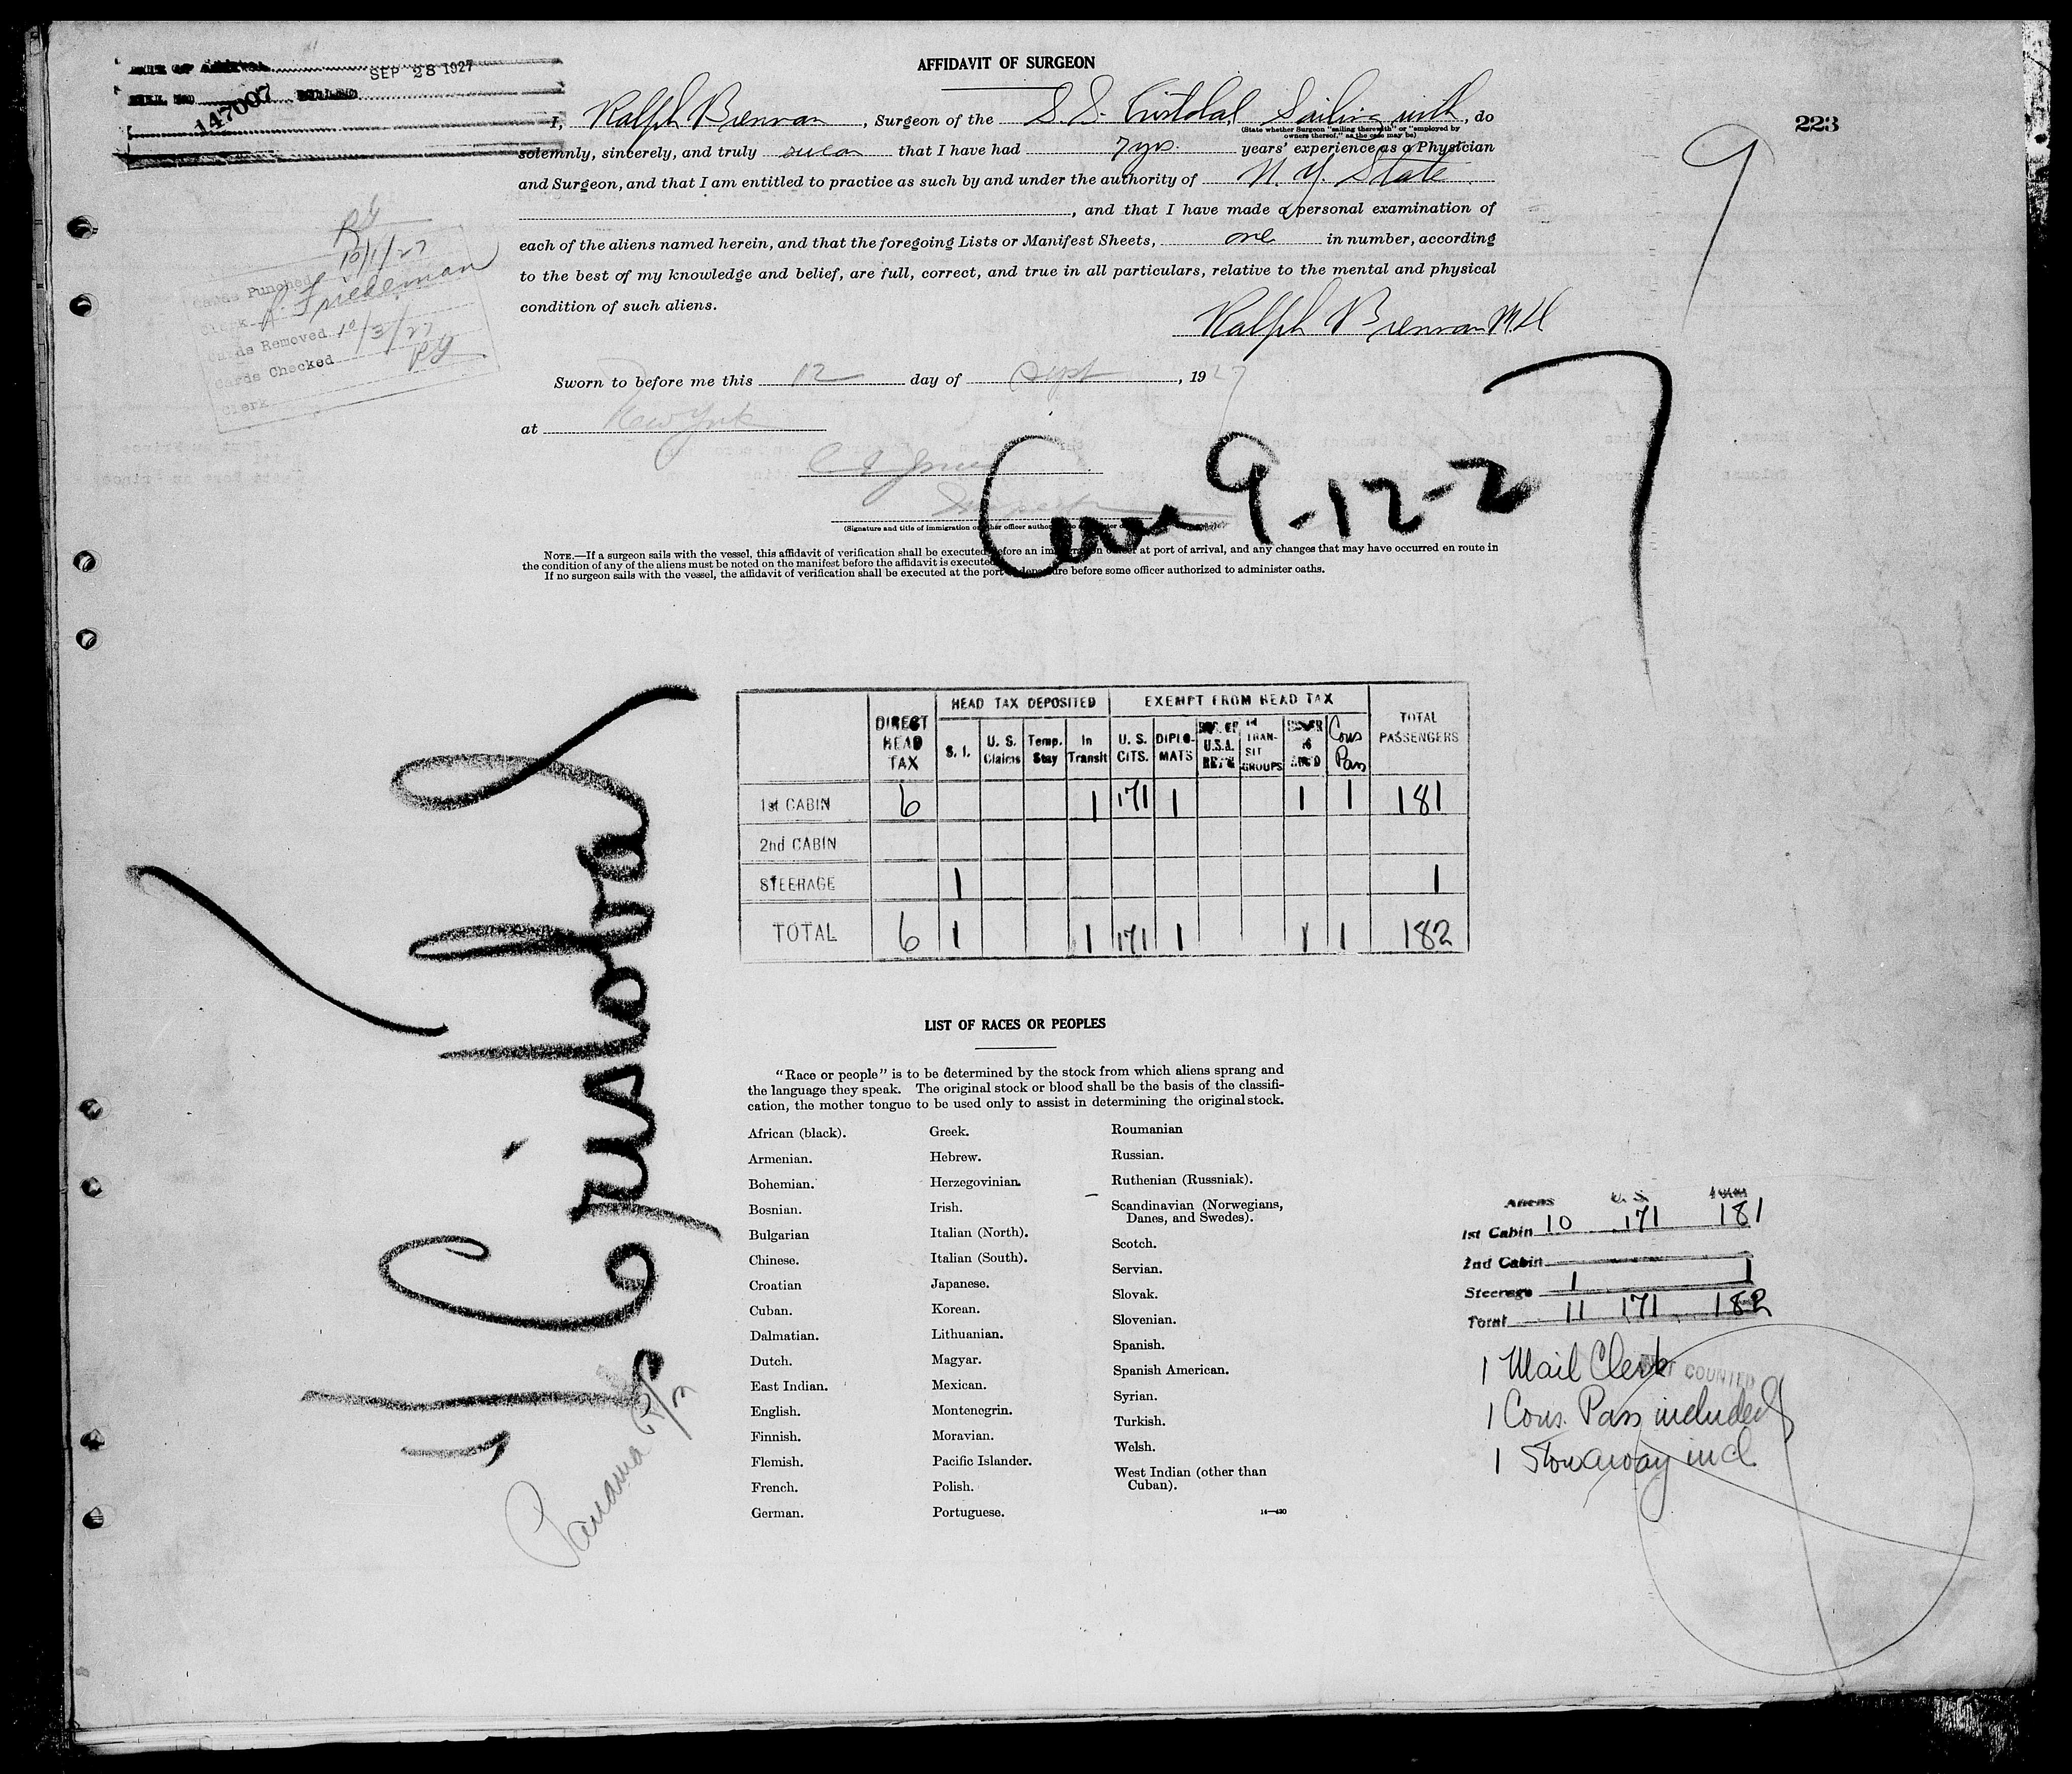 SEP 28 1927
147007
223
9
AFFIDAVIT OF SURGEON
I, Ralph Brennan, Surgeon of the S. S. Cristobal, Sailing with, do
(State whether Surgeon "sailing therewith" or "employed by
owners thereof," as the case may be)
solemnly, sincerely, and truly swear that I have had 7 yrs. years' experience as a Physician
and Surgeon, and that I am entitled to practice as such by and under the authority of N. Y. State
, and that I have made a personal examination of
each of the aliens named herein, and that the foregoing Lists or Manifest Sheets, one in number, according
to the best of my knowledge and belief, are full, correct, and true in all particulars, relative to the mental and physical
condition of such aliens.
Ralph Brennan M.D
RG
Cards Punched 10/1/27
Clerk R. Friedeman
Cards Removed 10/3/27
Cards Checked RG
Clerk
Sworn to before me this 12 day of Sept, 1927
at New York
Inspector
(Signature and title of immigration or other officer
9-12-27
NOTE.—If a surgeon sails with the vessel, this affidavit of verification shall be executed before an immigration officer at port of arrival, and any changes that may have occurred en route in
the condition of any of the aliens must be noted on the manifest before the affidavit is executed.
If no surgeon sails with the vessel, the affidavit of verification shall be executed at the port of departure before some officer authorized to administer oaths.
DIRECT HEAD TAX HEAD TAX DEPOSITED EXEMPT FROM HEAD TAX TOTAL PASSENGERS
S. I. U. S. Claims Temp. Stay In Transit U. S. CITS. DIPLOMATS U.S.A. IN TRANSIT GROUPS Cons Pass
1st CABIN 6 1 171 1 1 1 181
2nd CABIN
STEERAGE 1 1
TOTAL 6 1 1 171 1 1 1 182
Cristobal
Panama
LIST OF RACES OR PEOPLES
"Race or people" is to be determined by the stock from which aliens sprang and
the language they speak. The original stock or blood shall be the basis of the classifi-
cation, the mother tongue to be used only to assist in determining the original stock.
African (black).
Armenian.
Bohemian.
Bosnian.
Bulgarian
Chinese.
Croatian
Cuban.
Dalmatian.
Dutch.
East Indian.
English.
Finnish.
Flemish.
French.
German.
Greek.
Hebrew.
Herzegovinian.
Irish.
Italian (North).
Italian (South).
Japanese.
Korean.
Lithuanian.
Magyar.
Mexican.
Montenegrin.
Moravian.
Pacific Islander.
Polish.
Portuguese.
Roumanian
Russian.
Ruthenian (Russniak).
Scandinavian (Norwegians,
Danes, and Swedes).
Scotch.
Servian.
Slovak.
Slovenian.
Spanish.
Spanish American.
Syrian.
Turkish.
Welsh.
West Indian (other than
Cuban).
14—430
Aliens U. S. Total
1st Cabin 10 171 181
2nd Cabin
Steerage 1 1
Total 11 171 182
1 Mail Clerk
NOT COUNTED
1 Cons. Pass included
1 Stowaway incl